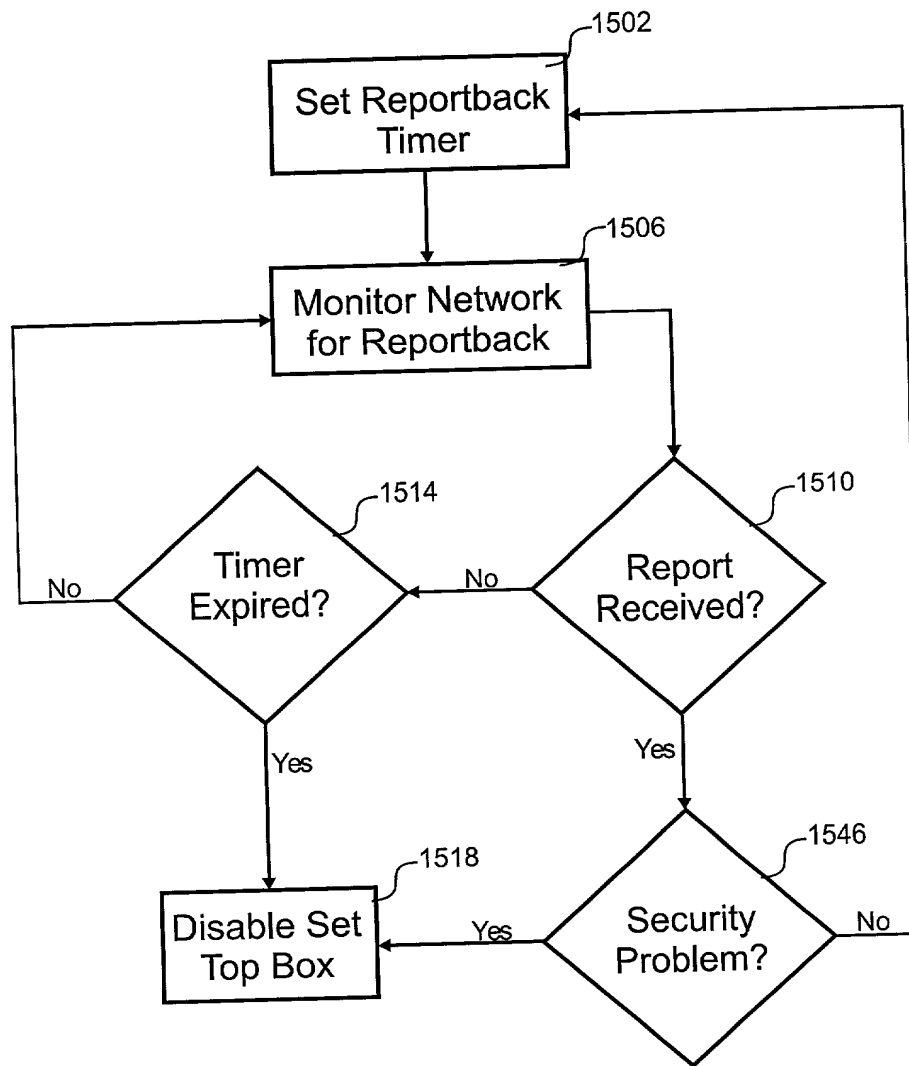 1502
Set Reportback
Timer
1506
Monitor Network
for Reportback
1514
Timer
Expired?
No
No
1510
Report
Received?
Yes
Yes
1518
Disable Set
Top Box
Yes
1546
Security
Problem?
No